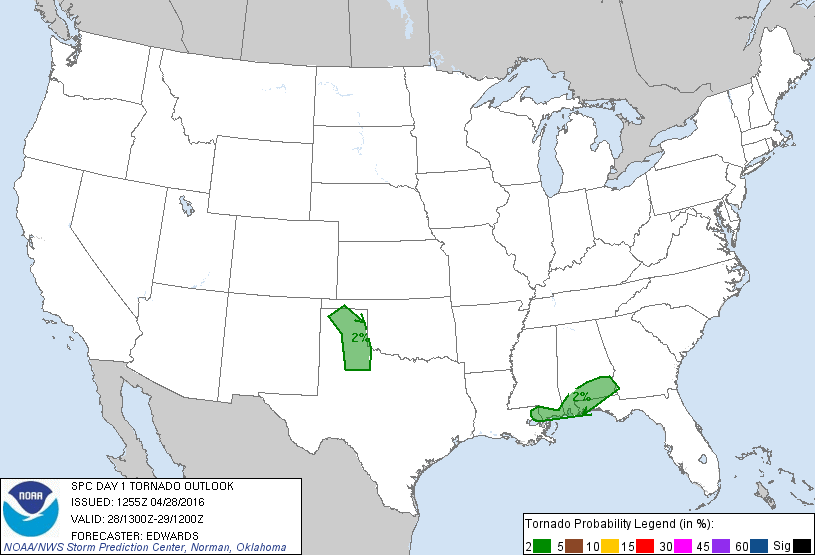 2%
2%
NOAA
SPC DAY 1 TORNADO OUTLOOK
ISSUED: 1255Z 04/28/2016
VALID: 28/1300Z-29/1200Z
FORECASTER: EDWARDS
NOAA/NWS Storm Prediction Center, Norman, Oklahoma
Tornado Probability Legend (in %):
2 5 10 15 30 45 60 Sig